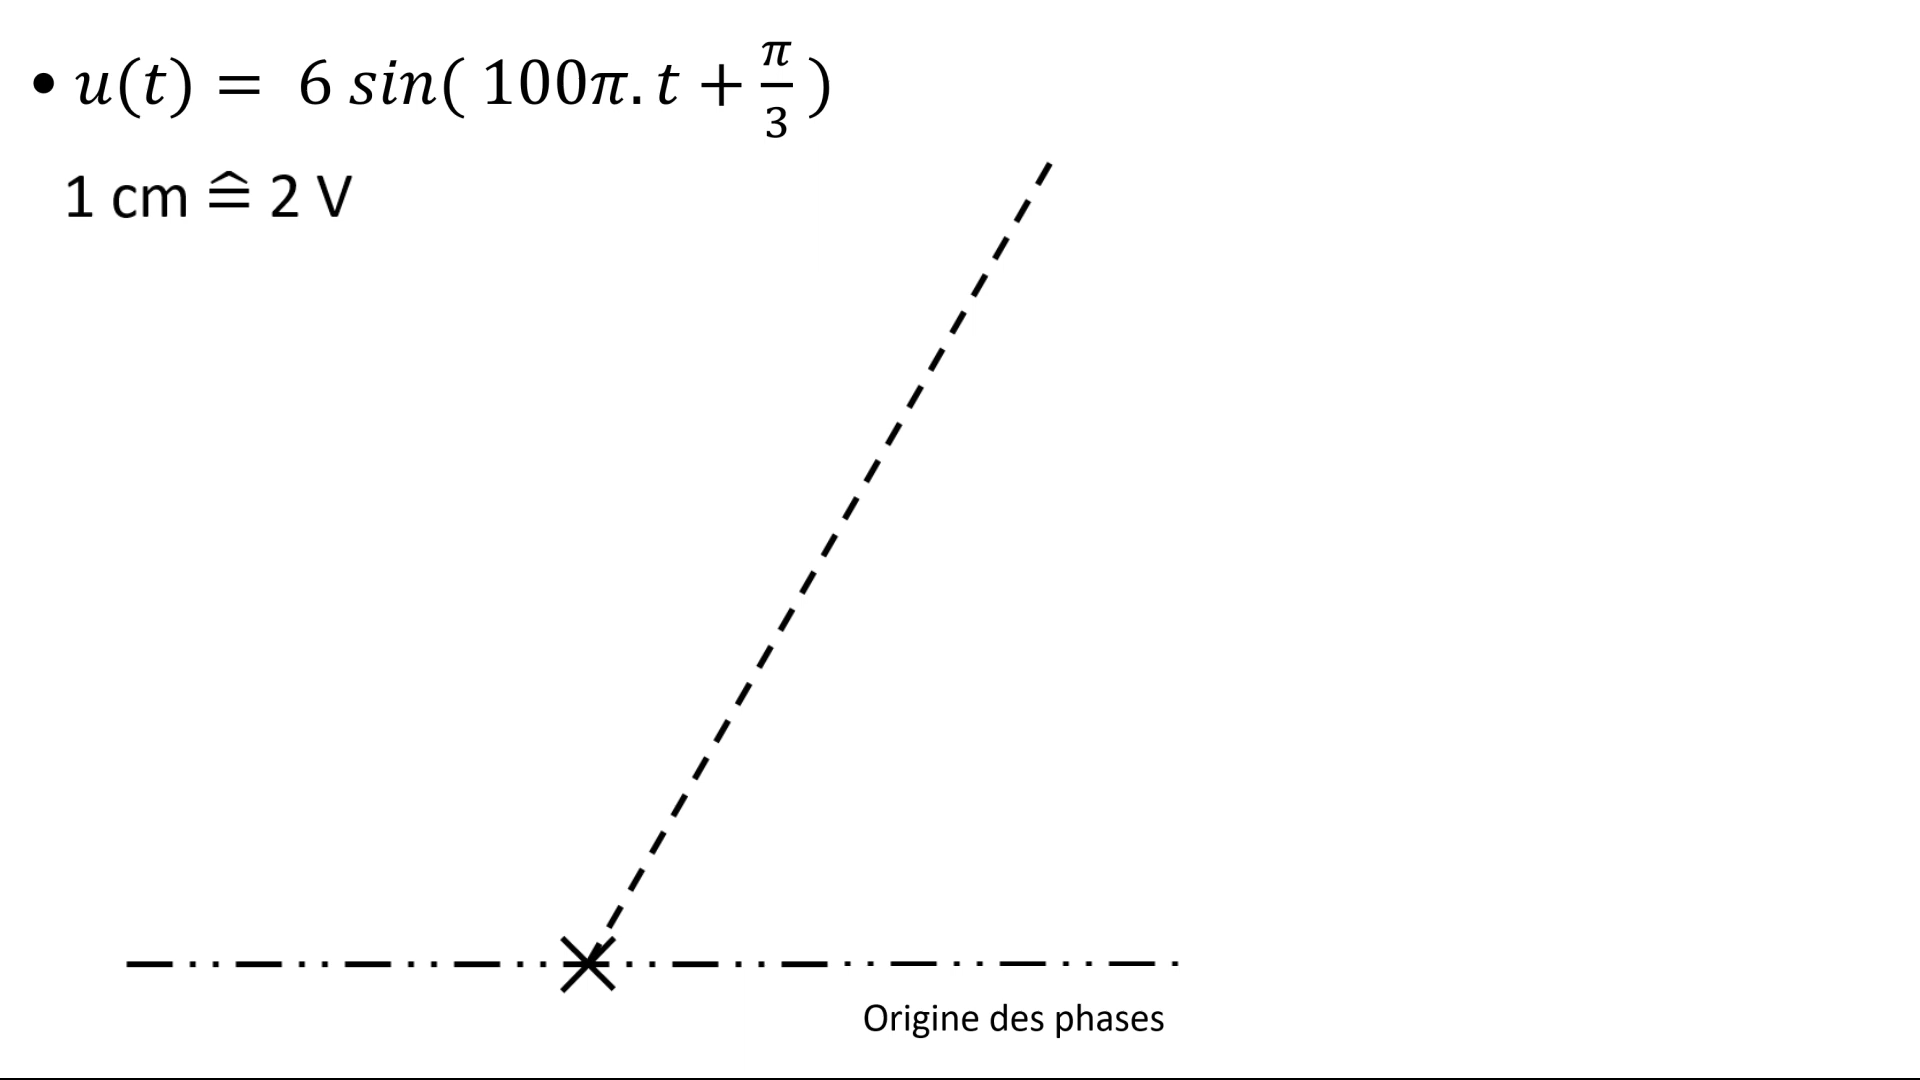 • u(t) = 6 sin( 100π. t + π/3 )
1 cm ≙ 2 V
Origine des phases